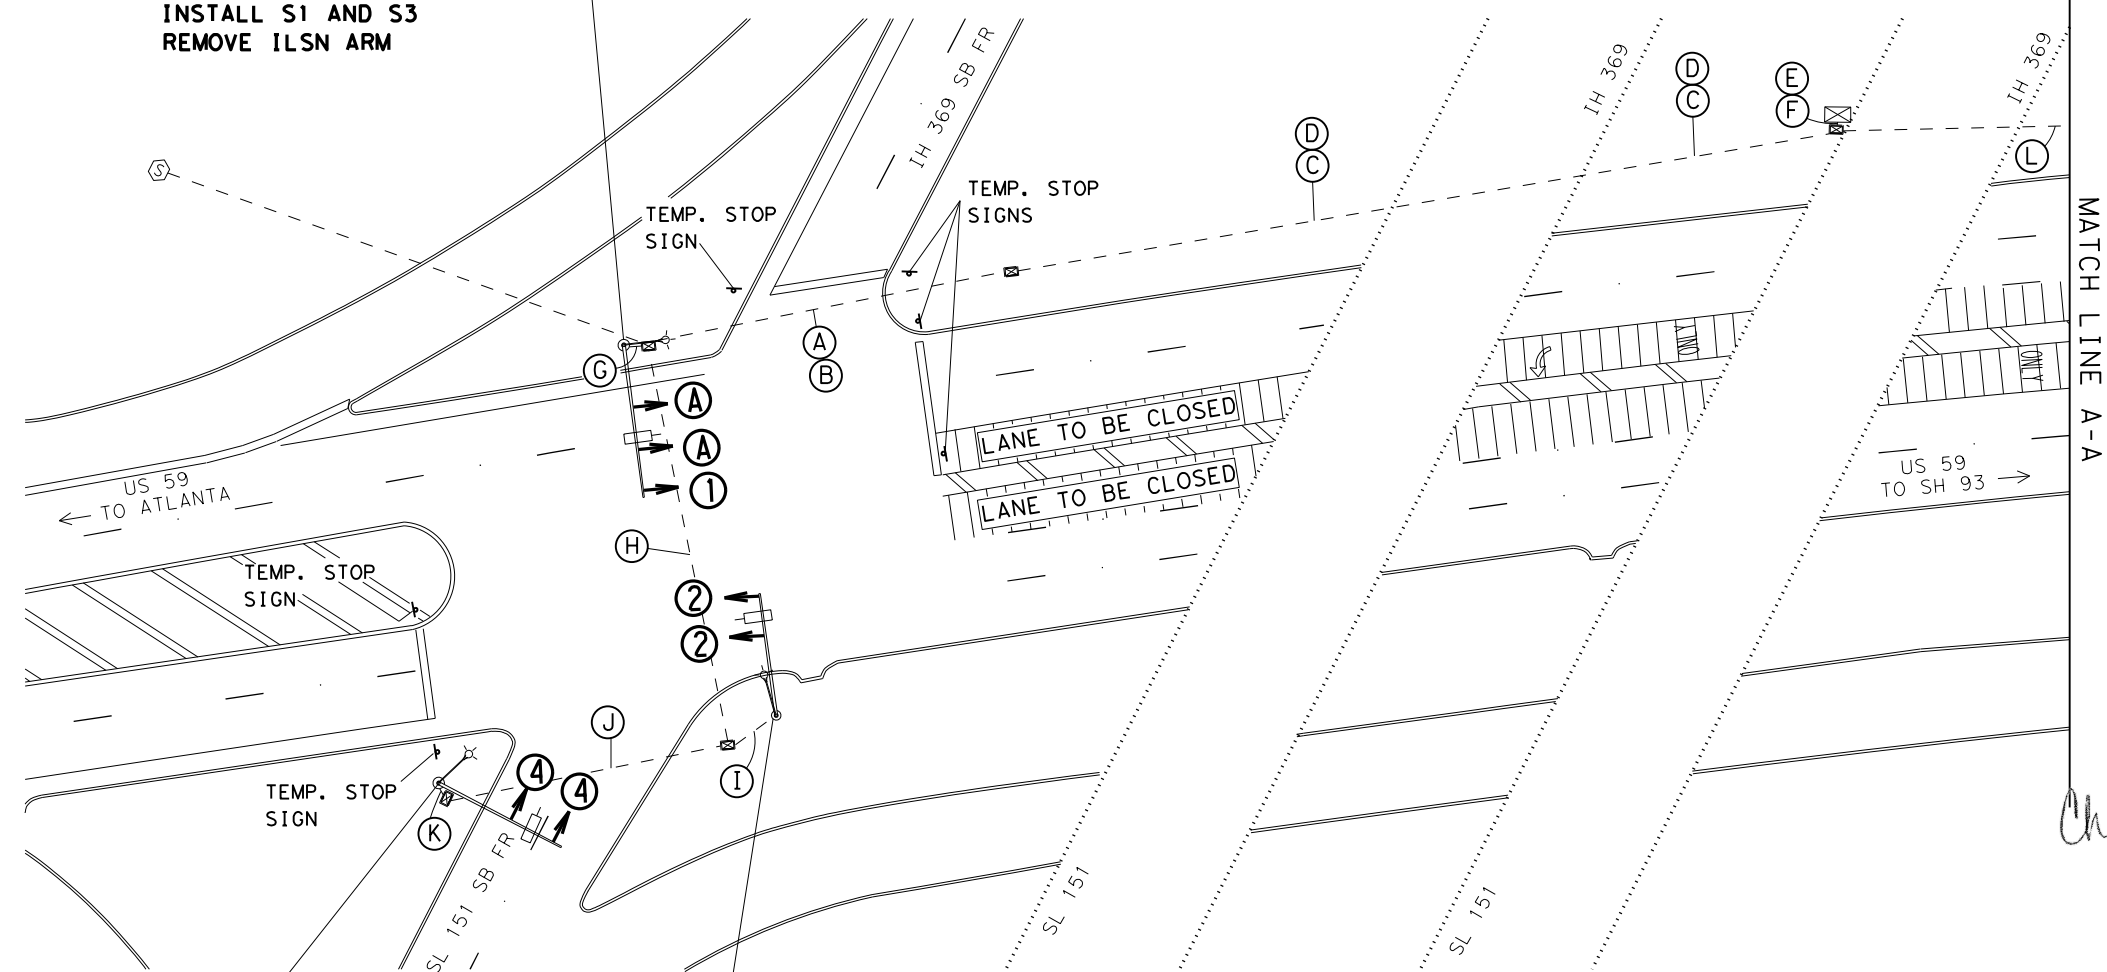 INSTALL S1 AND S3
REMOVE ILSN ARM
IH 369 SB FR
IH 369
IH 369
D
C
E
F
D
C
L
S
TEMP. STOP
SIGNS
TEMP. STOP
SIGN
MATCH LINE A-A
A
B
G
A
A
1
ONLY
ONLY
LANE TO BE CLOSED
LANE TO BE CLOSED
US 59
TO ATLANTA
US 59
TO SH 93
H
TEMP. STOP
SIGN
2
2
J
I
4
4
TEMP. STOP
SIGN
K
SL 151 SB FR
SL 151
SL 151
Ch